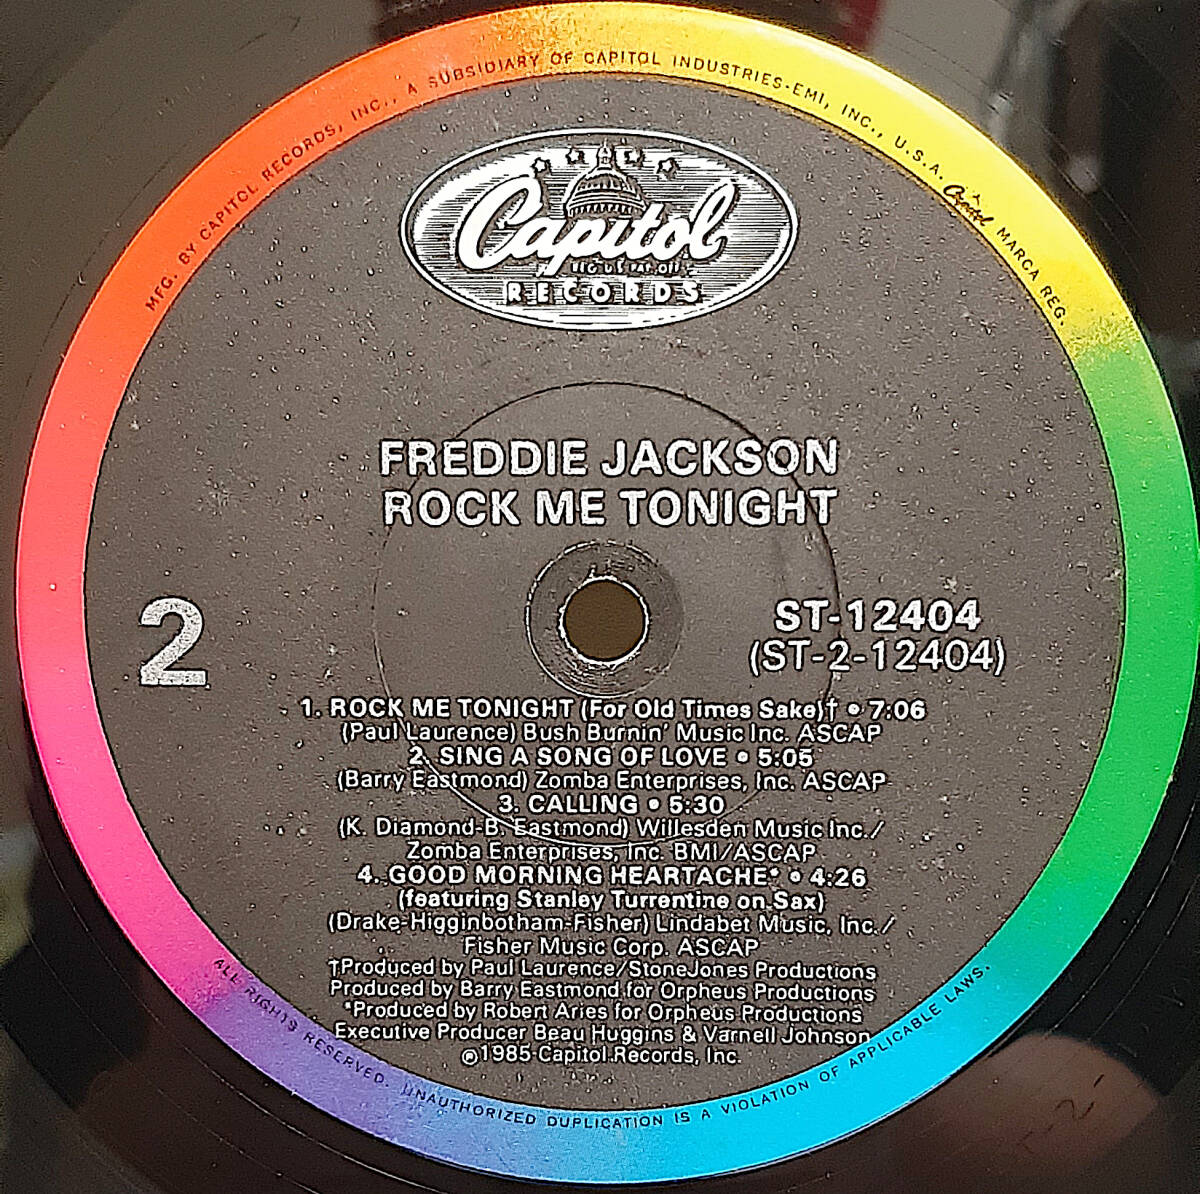 MFG. BY CAPITOL RECORDS, INC., A SUBSIDIARY OF CAPITOL INDUSTRIES-EMI, INC., U.S.A. Capitol MARCA REG.
Capitol
REG. U.S. PAT. OFF.
RECORDS
FREDDIE JACKSON
ROCK ME TONIGHT
2
ST-12404
(ST-2-12404)
1. ROCK ME TONIGHT (For Old Times Sake)† • 7:06
(Paul Laurence) Bush Burnin' Music Inc. ASCAP
2. SING A SONG OF LOVE • 5:05
(Barry Eastmond) Zomba Enterprises, Inc. ASCAP
3. CALLING • 5:30
(K. Diamond-B. Eastmond) Willesden Music Inc./
Zomba Enterprises, Inc. BMI/ASCAP
4. GOOD MORNING HEARTACHE* • 4:26
(featuring Stanley Turrentine on Sax)
(Drake-Higginbotham-Fisher) Lindabet Music, Inc./
Fisher Music Corp. ASCAP
†Produced by Paul Laurence/StoneJones Productions
Produced by Barry Eastmond for Orpheus Productions
*Produced by Robert Aries for Orpheus Productions
Executive Producer Beau Huggins & Varnell Johnson
℗1985 Capitol Records, Inc.
ALL RIGHTS RESERVED. UNAUTHORIZED DUPLICATION IS A VIOLATION OF APPLICABLE LAWS.